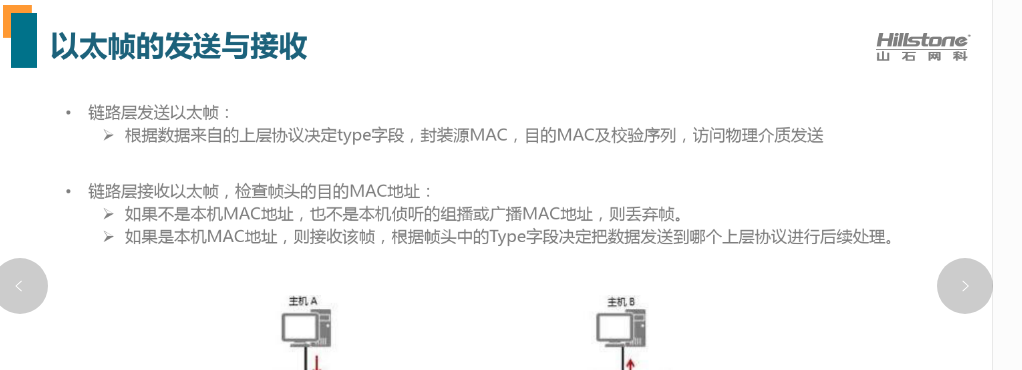 以太帧的发送与接收
Hillstone
山石网科
• 链路层发送以太帧：
➢ 根据数据来自的上层协议决定type字段，封装源MAC，目的MAC及校验序列，访问物理介质发送
• 链路层接收以太帧，检查帧头的目的MAC地址：
➢ 如果不是本机MAC地址，也不是本机侦听的组播或广播MAC地址，则丢弃帧。
➢ 如果是本机MAC地址，则接收该帧，根据帧头中的Type字段决定把数据发送到哪个上层协议进行后续处理。
主机 A
主机 B